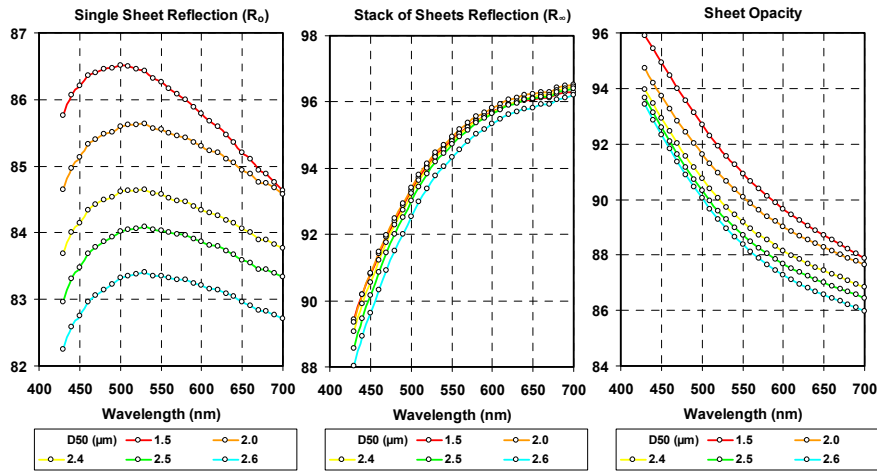 Single Sheet Reflection (R₀)
87
86
85
84
83
82
400 450 500 550 600 650 700
Wavelength (nm)
D50 (µm) 1.5 2.0
2.4 2.5 2.6
Stack of Sheets Reflection (R∞)
98
96
94
92
90
88
400 450 500 550 600 650 700
Wavelength (nm)
D50 (µm) 1.5 2.0
2.4 2.5 2.6
Sheet Opacity
96
94
92
90
88
86
84
400 450 500 550 600 650 700
Wavelength (nm)
D50 (µm) 1.5 2.0
2.4 2.5 2.6